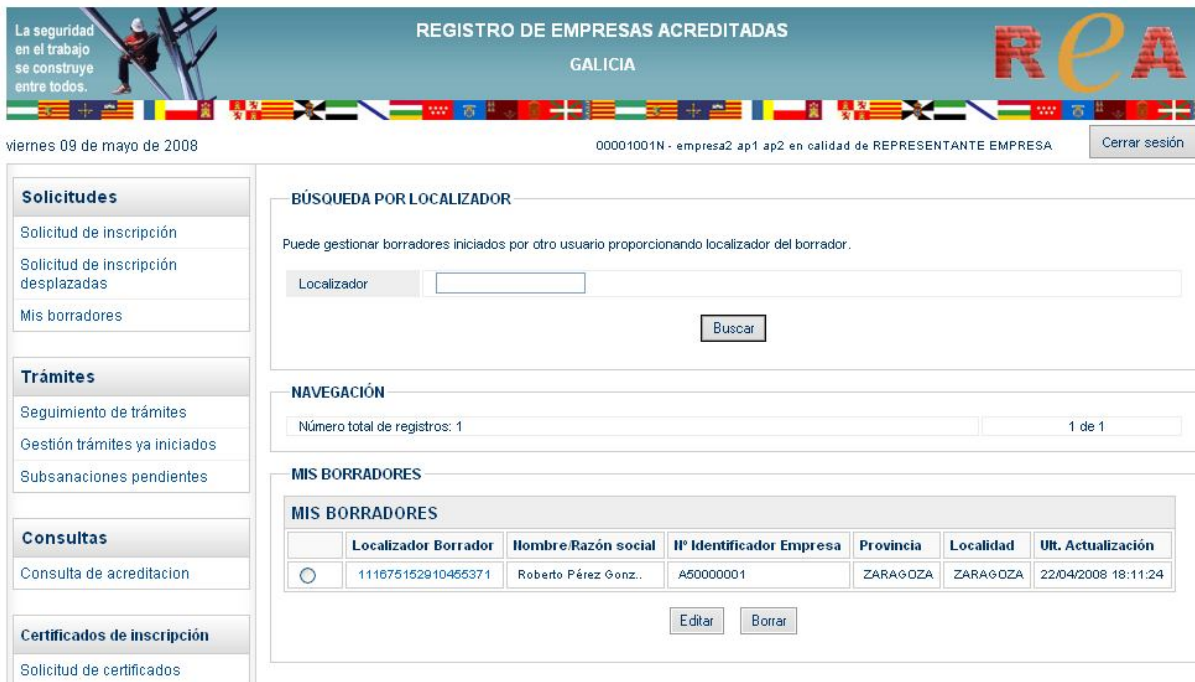 La seguridad
en el trabajo
se construye
entre todos.
REGISTRO DE EMPRESAS ACREDITADAS
GALICIA
ReA
viernes 09 de mayo de 2008
00001001N - empresa2 ap1 ap2 en calidad de REPRESENTANTE EMPRESA
Cerrar sesión
Solicitudes
Solicitud de inscripción
Solicitud de inscripción
desplazadas
Mis borradores
Trámites
Seguimiento de trámites
Gestión trámites ya iniciados
Subsanaciones pendientes
Consultas
Consulta de acreditacion
Certificados de inscripción
Solicitud de certificados
BÚSQUEDA POR LOCALIZADOR
Puede gestionar borradores iniciados por otro usuario proporcionando localizador del borrador.
Localizador
Buscar
NAVEGACIÓN
Número total de registros: 1 1 de 1
MIS BORRADORES
MIS BORRADORES
Localizador Borrador Nombre/Razón social Nº Identificador Empresa Provincia Localidad Ult. Actualización
111675152910455371 Roberto Pérez Gonz.. A50000001 ZARAGOZA ZARAGOZA 22/04/2008 18:11:24
Editar Borrar